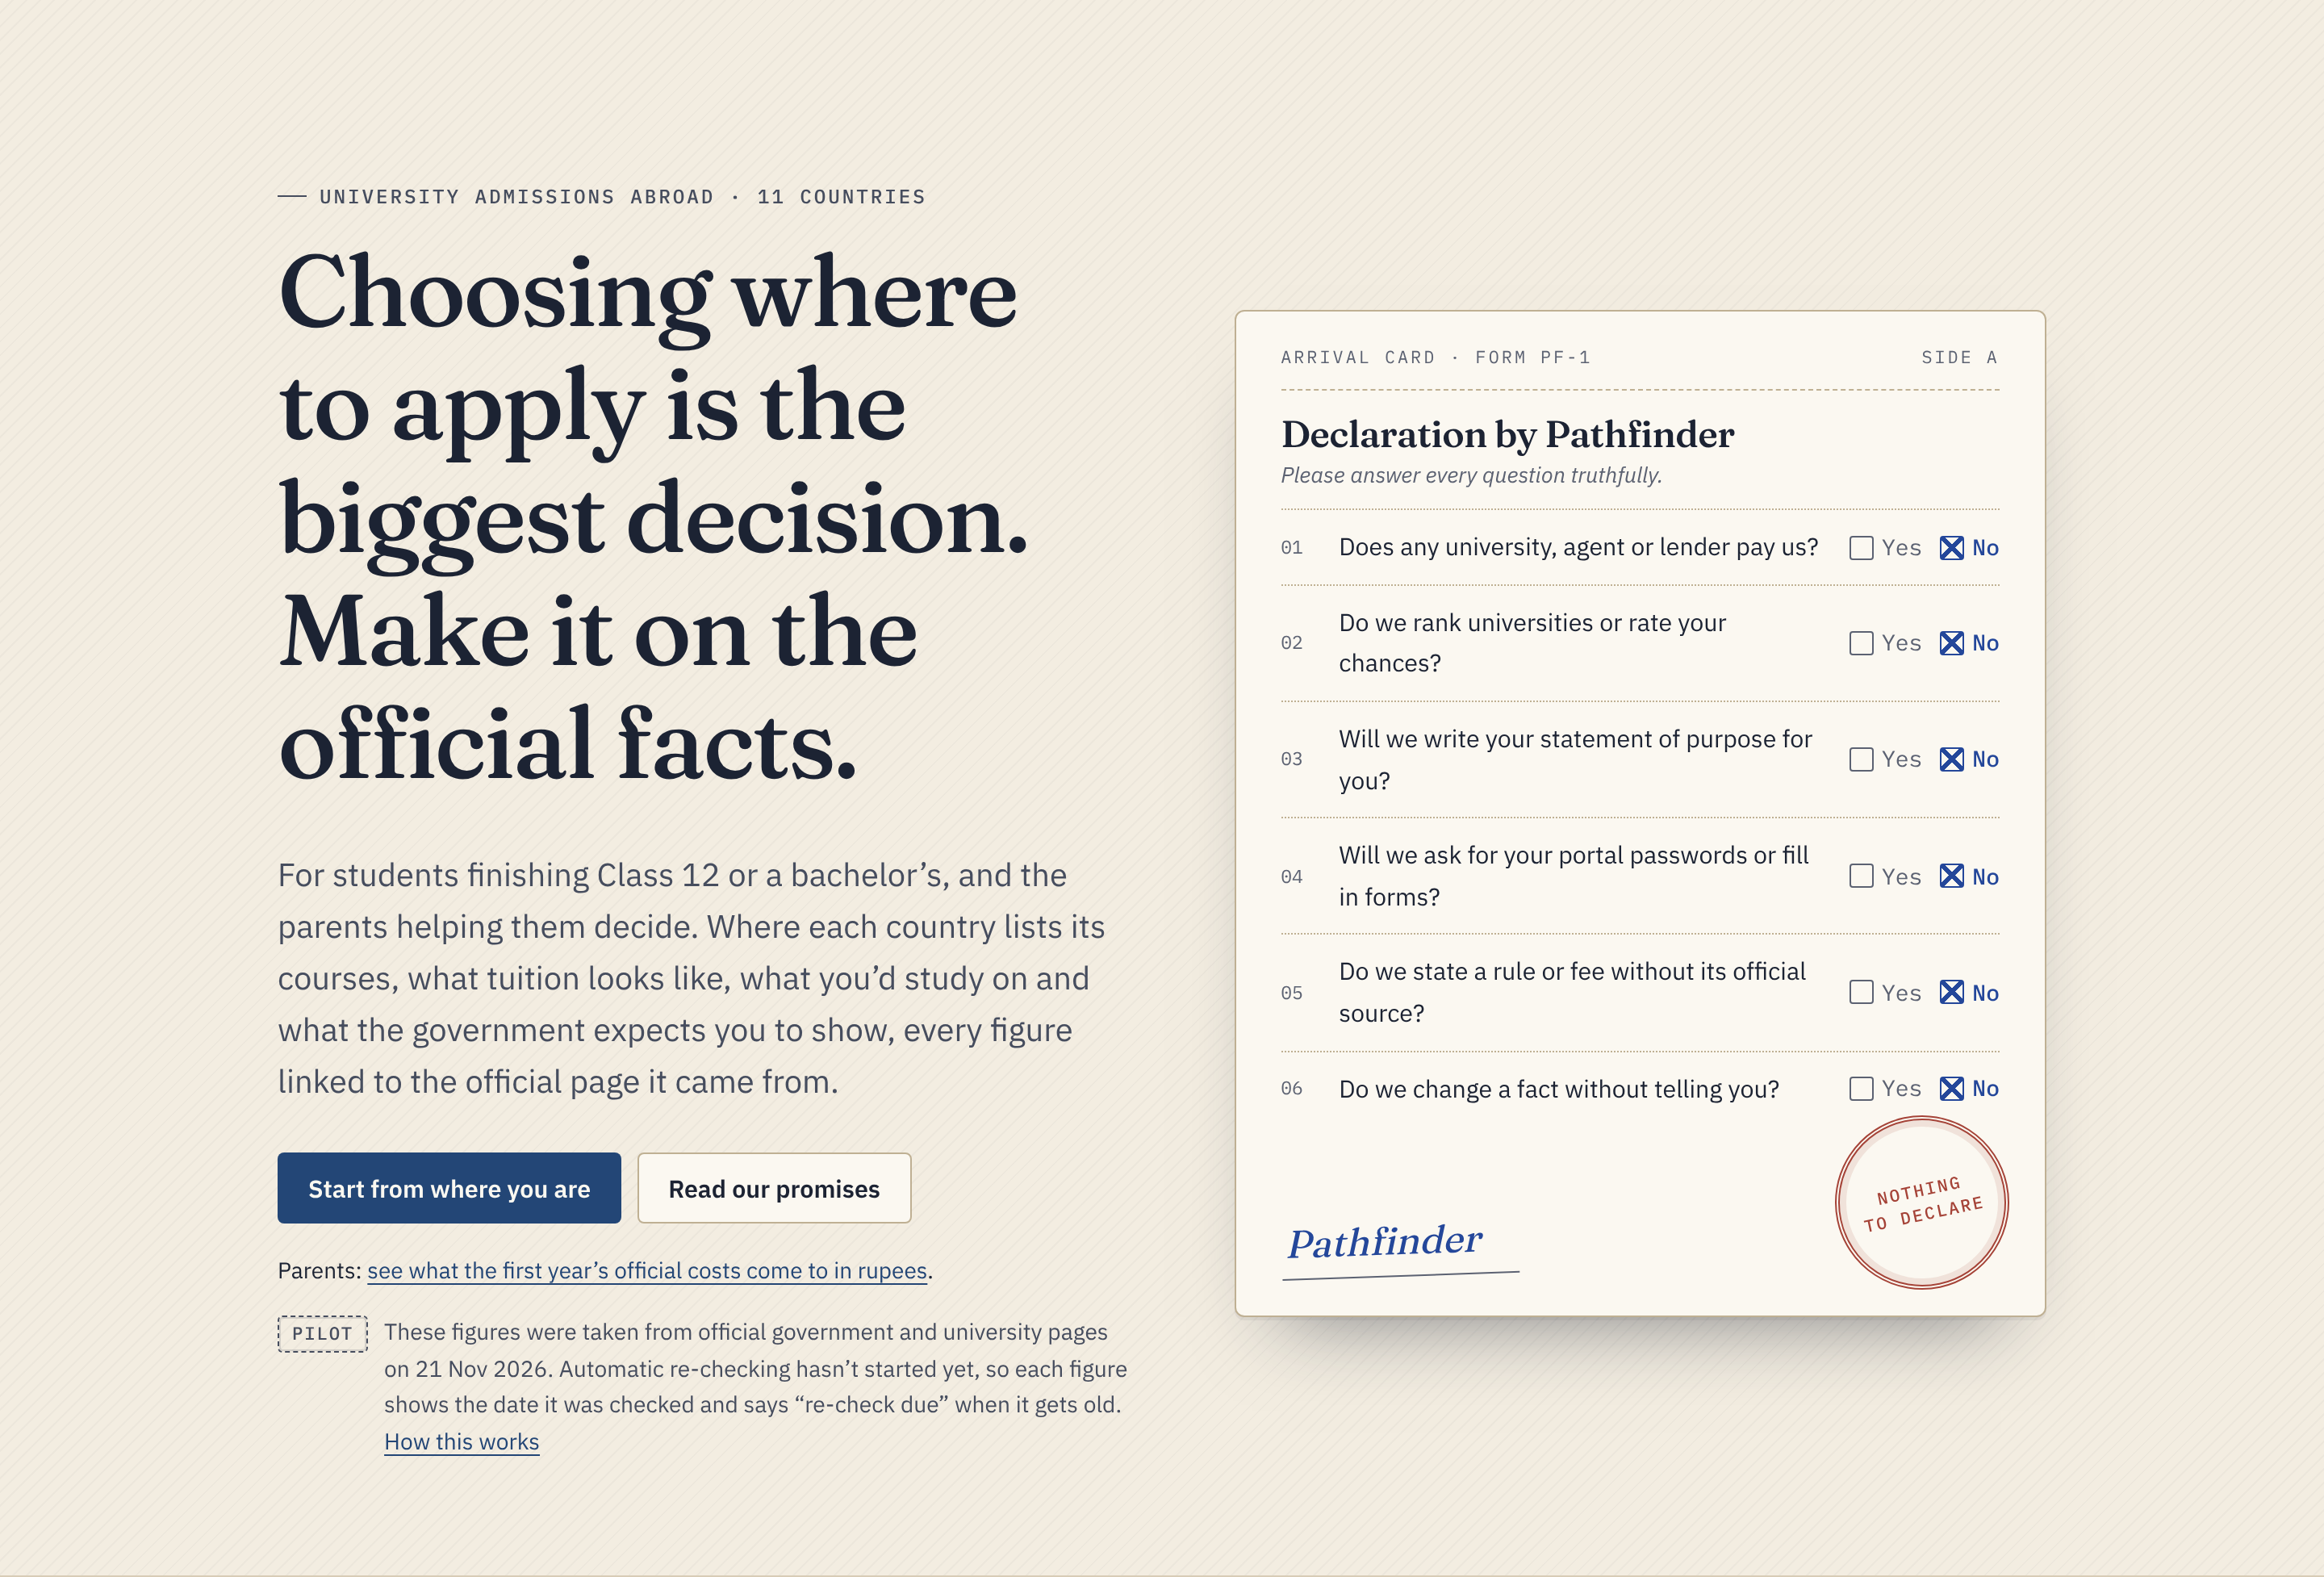 UNIVERSITY ADMISSIONS ABROAD · 11 COUNTRIES
Choosing where
to apply is the
biggest decision.
Make it on the
official facts.
For students finishing Class 12 or a bachelor’s, and the
parents helping them decide. Where each country lists its
courses, what tuition looks like, what you’d study on and
what the government expects you to show, every figure
linked to the official page it came from.
Start from where you are
Read our promises
Parents: see what the first year’s official costs come to in rupees.
PILOT
These figures were taken from official government and university pages
on 21 Nov 2026. Automatic re-checking hasn’t started yet, so each figure
shows the date it was checked and says “re-check due” when it gets old.
How this works
ARRIVAL CARD · FORM PF-1
SIDE A
Declaration by Pathfinder
Please answer every question truthfully.
01 Does any university, agent or lender pay us? Yes No
02 Do we rank universities or rate your
chances? Yes No
03 Will we write your statement of purpose for
you? Yes No
04 Will we ask for your portal passwords or fill
in forms? Yes No
05 Do we state a rule or fee without its official
source? Yes No
06 Do we change a fact without telling you? Yes No
NOTHING
TO DECLARE
Pathfinder